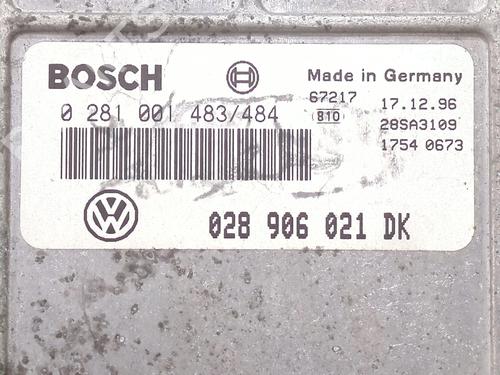 BOSCH
Made in Germany
0 281 001 483/484
67217
17.12.96
810
28SA3109
1754 0673
028 906 021 DK